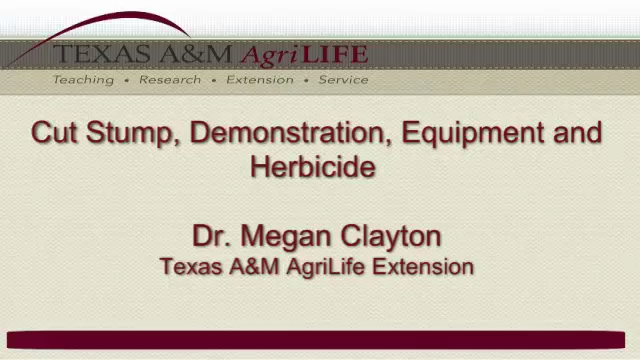 TEXAS A&M AgriLIFE
Teaching • Research • Extension • Service
Cut Stump, Demonstration, Equipment and
Herbicide
Dr. Megan Clayton
Texas A&M AgriLife Extension